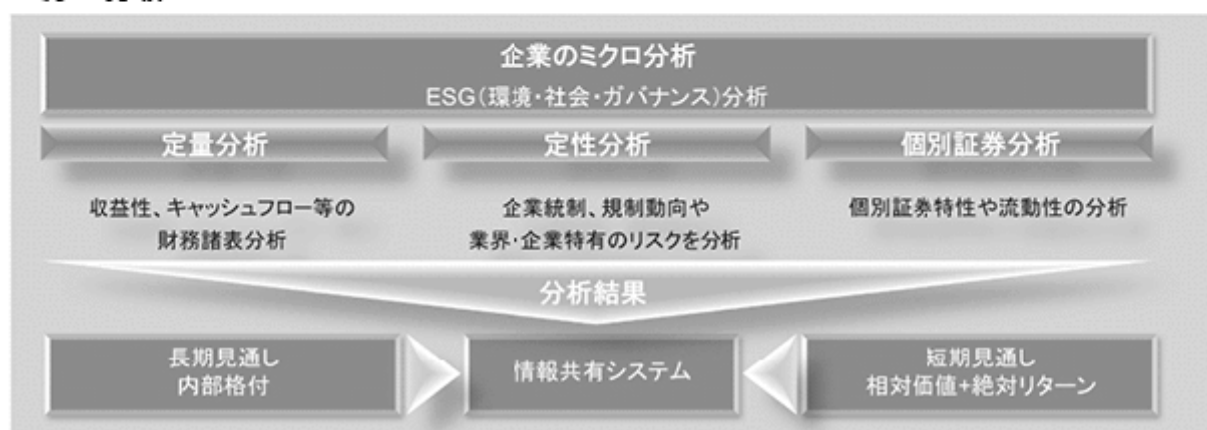 企業のミクロ分析
ESG(環境・社会・ガバナンス)分析
定量分析
定性分析
個別証券分析
収益性、キャッシュフロー等の
財務諸表分析
企業統制、規制動向や
業界・企業特有のリスクを分析
個別証券特性や流動性の分析
分析結果
長期見通し
内部格付
情報共有システム
短期見通し
相対価値+絶対リターン